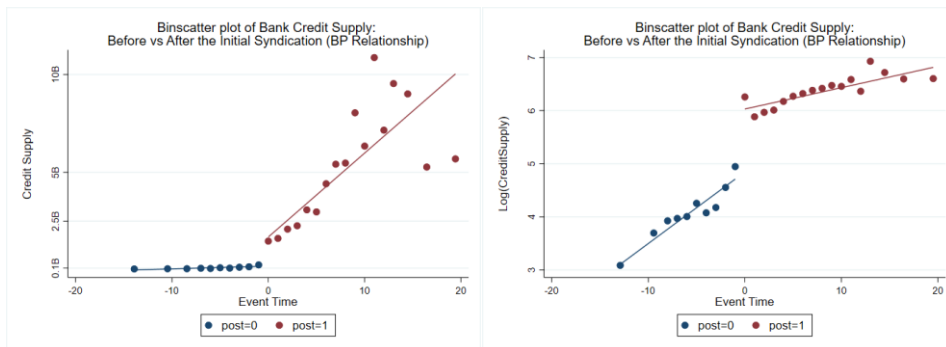 Binscatter plot of Bank Credit Supply:
Before vs After the Initial Syndication (BP Relationship)
10B
5B
2.5B
0.1B
Credit Supply
-20
-10
0
10
20
Event Time
post=0
post=1
Binscatter plot of Bank Credit Supply:
Before vs After the Initial Syndication (BP Relationship)
7
6
5
4
3
Log(CreditSupply)
-20
-10
0
10
20
Event Time
post=0
post=1